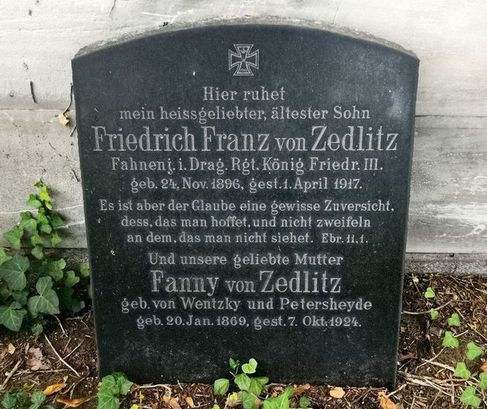 Hier ruhet
mein heissgeliebter, ältester Sohn
Friedrich Franz von Zedlitz
Fahnenj. i. Drag. Rgt. König Friedr. III.
geb. 24. Nov. 1896, gest. 1. April 1917.
Es ist aber der Glaube eine gewisse Zuversicht,
dess, das man hoffet, und nicht zweifeln
an dem, das man nicht siehet. Ebr. 11,1.
Und unsere geliebte Mutter
Fanny von Zedlitz
geb. von Wentzky und Petersheyde
geb. 20. Jan. 1869, gest. 7. Okt. 1924.